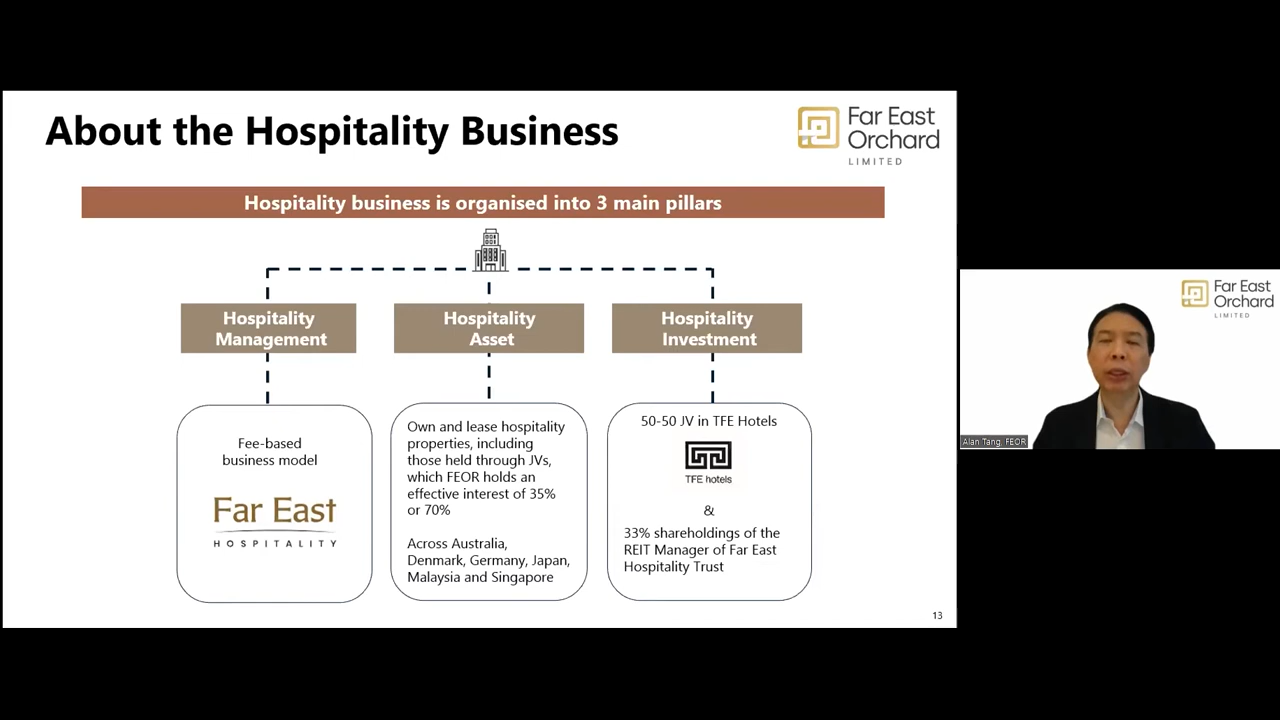 About the Hospitality Business
Far East
Orchard
LIMITED
Hospitality business is organised into 3 main pillars
Hospitality
Management
Hospitality
Asset
Hospitality
Investment
Fee-based
business model
Far East
HOSPITALITY
Own and lease hospitality
properties, including
those held through JVs,
which FEOR holds an
effective interest of 35%
or 70%
Across Australia,
Denmark, Germany, Japan,
Malaysia and Singapore
50-50 JV in TFE Hotels
TFE hotels
&
33% shareholdings of the
REIT Manager of Far East
Hospitality Trust
13
Far East
Orchard
LIMITED
Alan Tang, FEOR